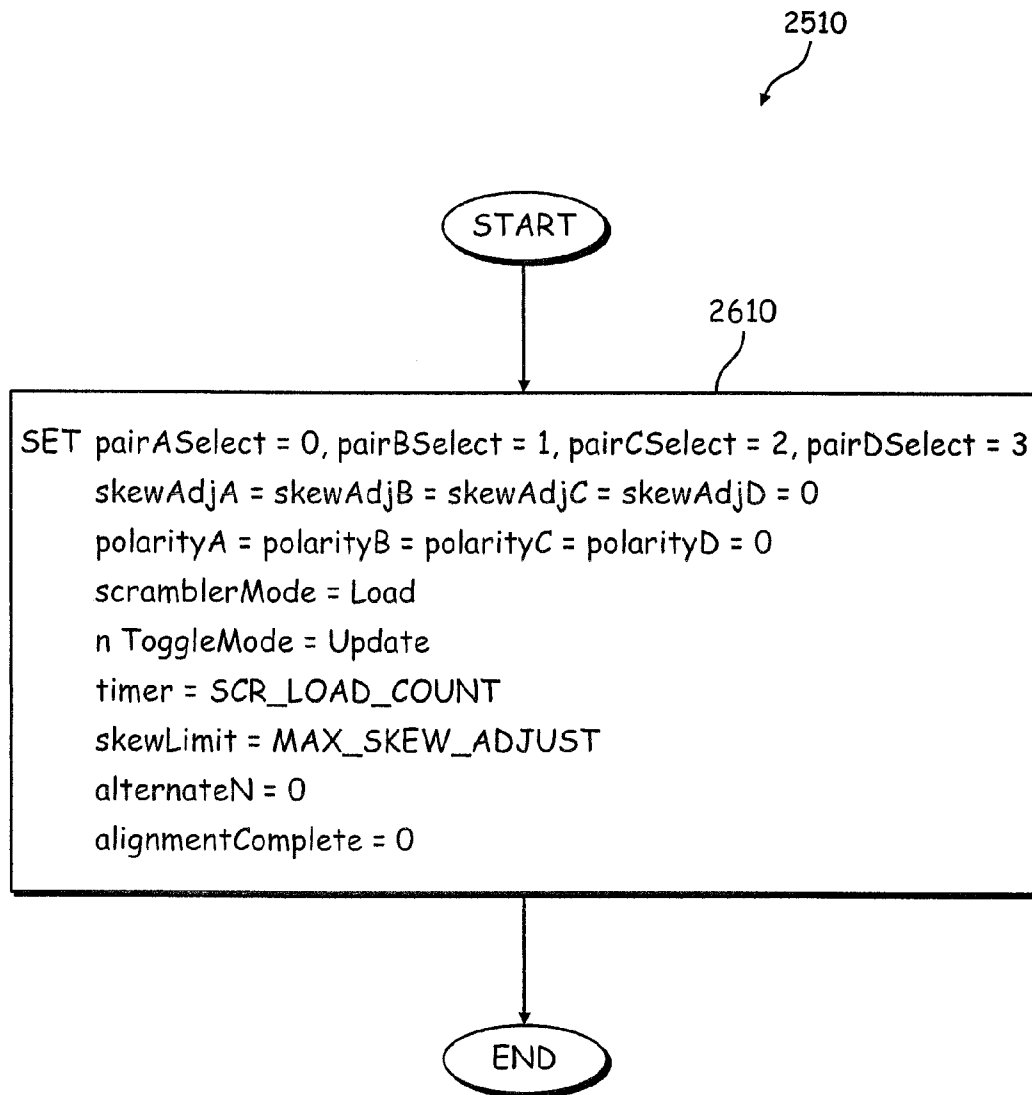 2510
START
2610
SET pairASelect = 0, pairBSelect = 1, pairCSelect = 2, pairDSelect = 3
skewAdjA = skewAdjB = skewAdjC = skewAdjD = 0
polarityA = polarityB = polarityC = polarityD = 0
scramblerMode = Load
n ToggleMode = Update
timer = SCR_LOAD_COUNT
skewLimit = MAX_SKEW_ADJUST
alternateN = 0
alignmentComplete = 0
END